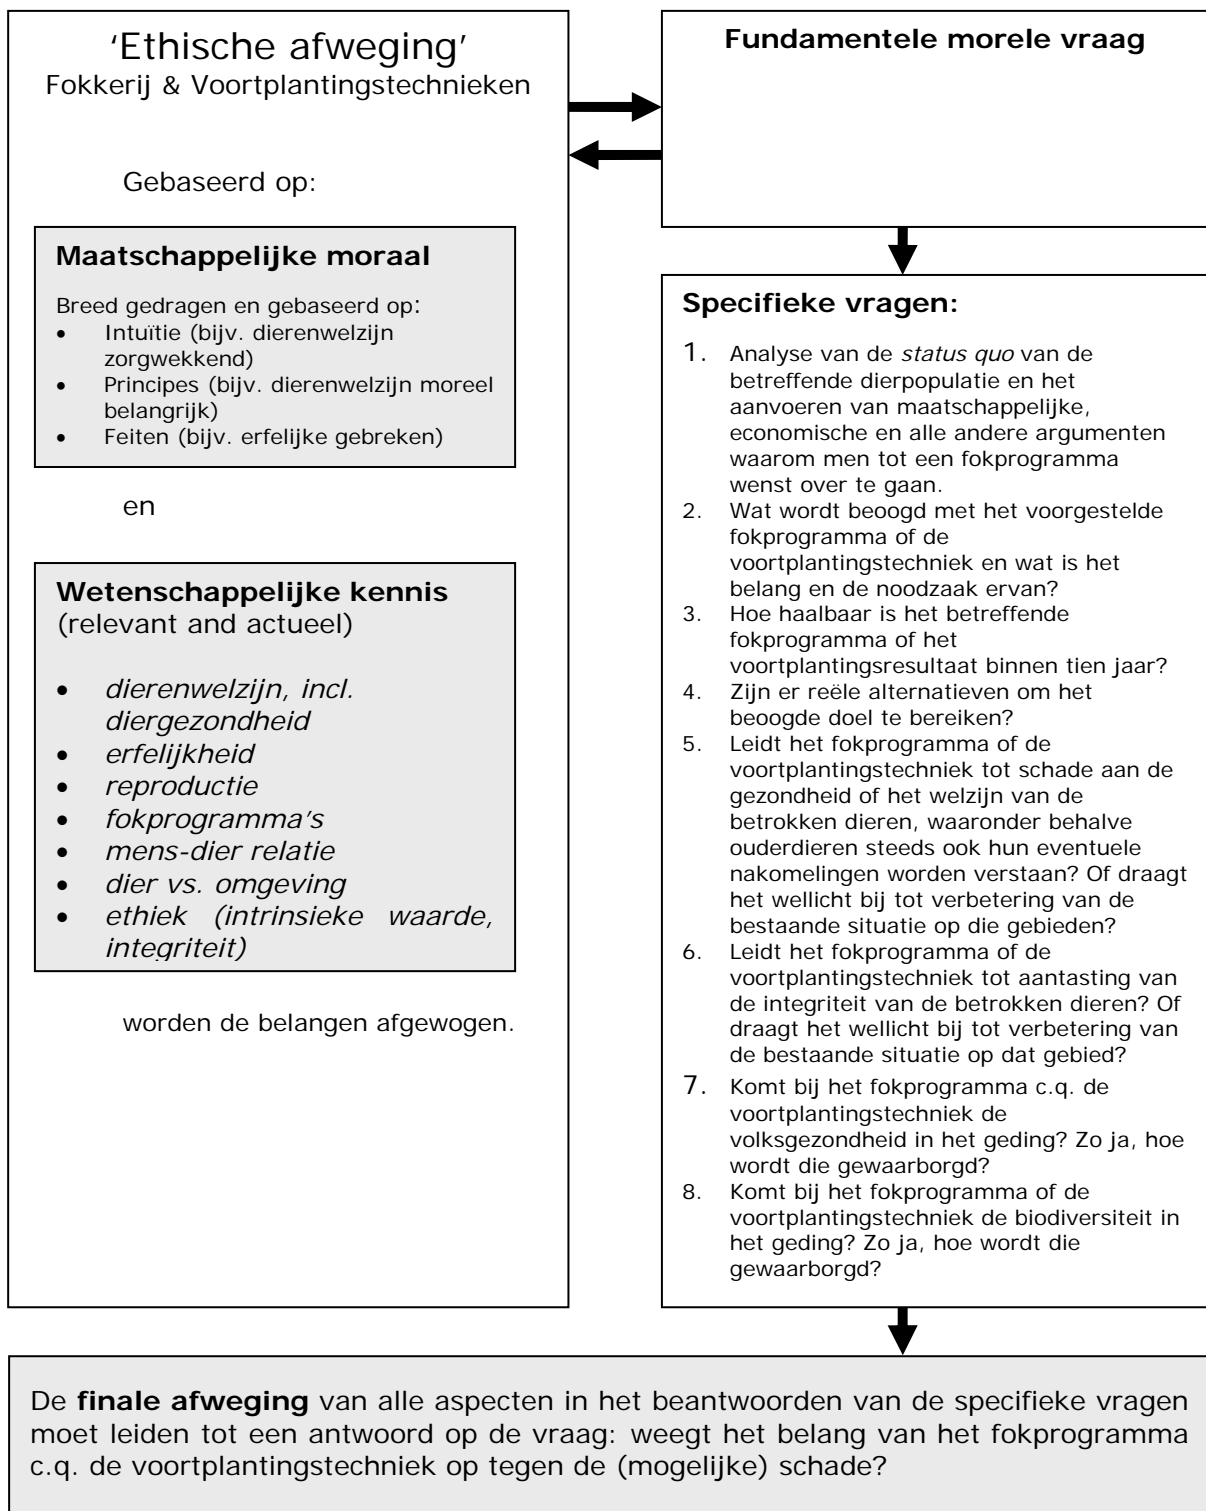 ‘Ethische afweging’
Fokkerij & Voortplantingstechnieken
Gebaseerd op:
Maatschappelijke moraal
Breed gedragen en gebaseerd op:
• Intuïtie (bijv. dierenwelzijn
zorgwekkend)
• Principes (bijv. dierenwelzijn moreel
belangrijk)
• Feiten (bijv. erfelijke gebreken)
en
Wetenschappelijke kennis
(relevant and actueel)
• dierenwelzijn, incl.
diergezondheid
• erfelijkheid
• reproductie
• fokprogramma’s
• mens-dier relatie
• dier vs. omgeving
• ethiek (intrinsieke waarde,
integriteit)
worden de belangen afgewogen.
Fundamentele morele vraag
Specifieke vragen:
1. Analyse van de status quo van de
betreffende dierpopulatie en het
aanvoeren van maatschappelijke,
economische en alle andere argumenten
waarom men tot een fokprogramma
wenst over te gaan.
2. Wat wordt beoogd met het voorgestelde
fokprogramma of de
voortplantingstechniek en wat is het
belang en de noodzaak ervan?
3. Hoe haalbaar is het betreffende
fokprogramma of het
voortplantingsresultaat binnen tien jaar?
4. Zijn er reële alternatieven om het
beoogde doel te bereiken?
5. Leidt het fokprogramma of de
voortplantingstechniek tot schade aan de
gezondheid of het welzijn van de
betrokken dieren, waaronder behalve
ouderdieren steeds ook hun eventuele
nakomelingen worden verstaan? Of draagt
het wellicht bij tot verbetering van de
bestaande situatie op die gebieden?
6. Leidt het fokprogramma of de
voortplantingstechniek tot aantasting van
de integriteit van de betrokken dieren? Of
draagt het wellicht bij tot verbetering van
de bestaande situatie op dat gebied?
7. Komt bij het fokprogramma c.q. de
voortplantingstechniek de
volksgezondheid in het geding? Zo ja, hoe
wordt die gewaarborgd?
8. Komt bij het fokprogramma of de
voortplantingstechniek de biodiversiteit in
het geding? Zo ja, hoe wordt die
gewaarborgd?
De finale afweging van alle aspecten in het beantwoorden van de specifieke vragen
moet leiden tot een antwoord op de vraag: weegt het belang van het fokprogramma
c.q. de voortplantingstechniek op tegen de (mogelijke) schade?